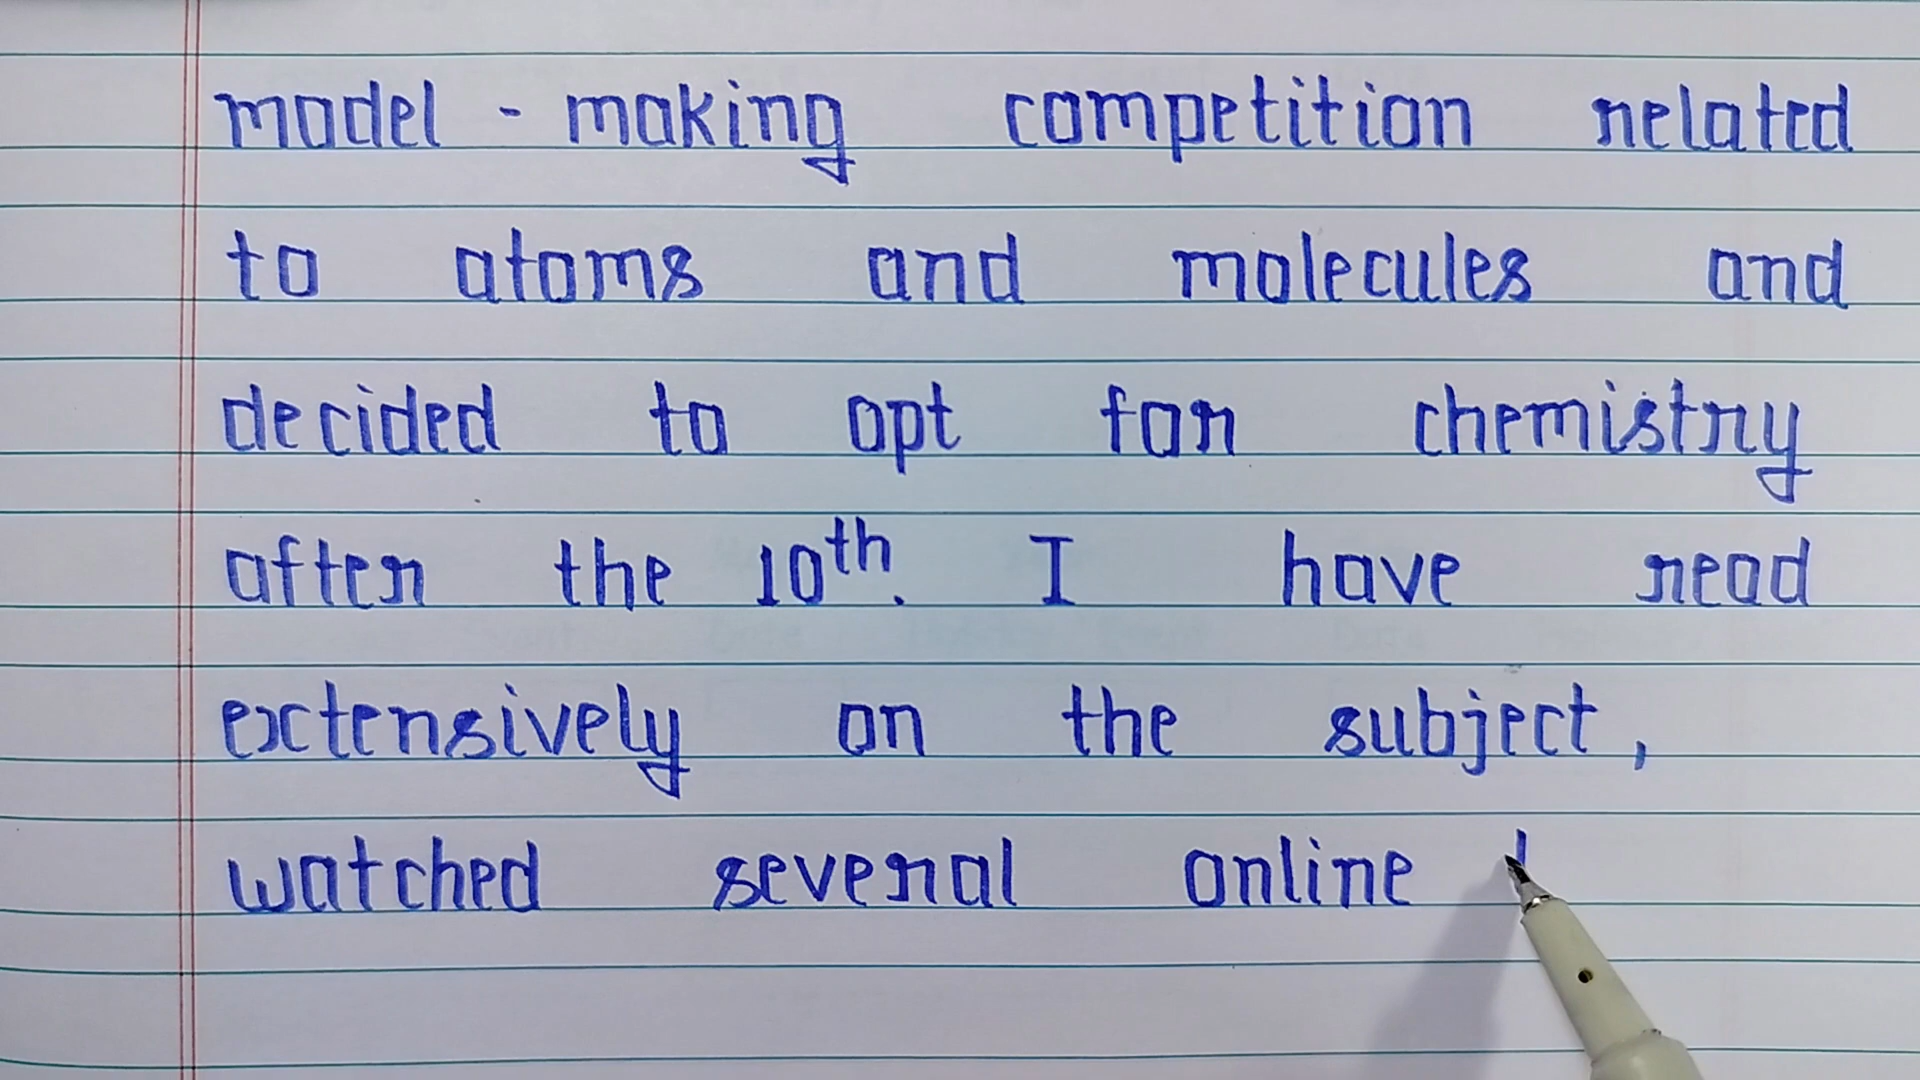 model - making competition related
to atoms and molecules and
decided to opt for chemistry
after the 10th. I have read
extensively on the subject,
watched several online